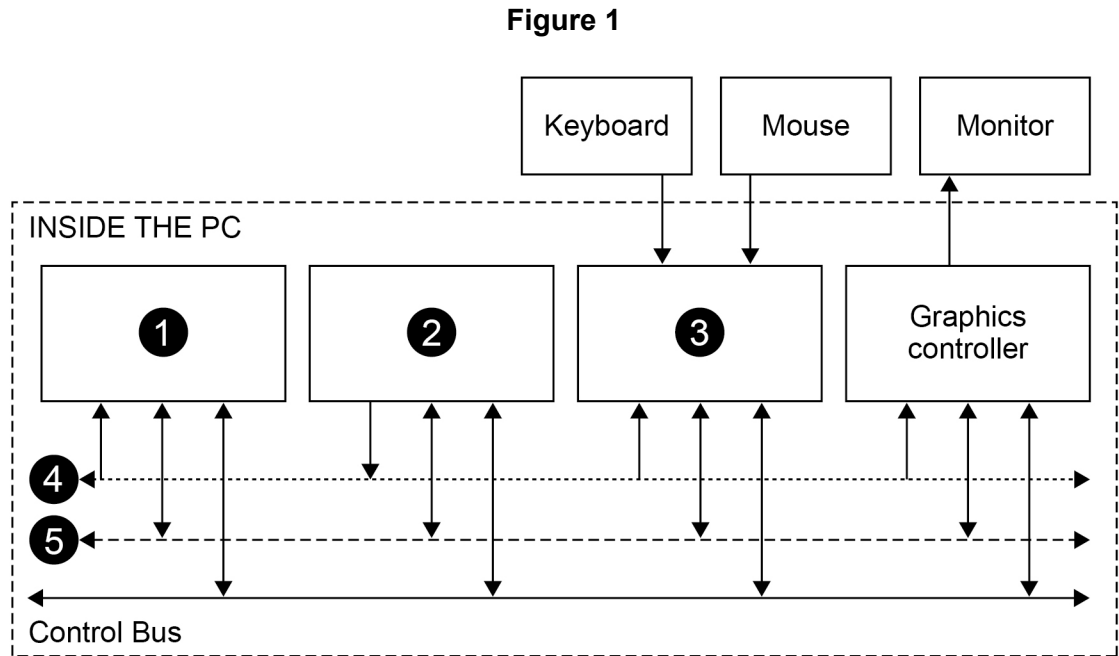 Figure 1
Keyboard
Mouse
Monitor
INSIDE THE PC
1
2
3
Graphics
controller
4
5
Control Bus